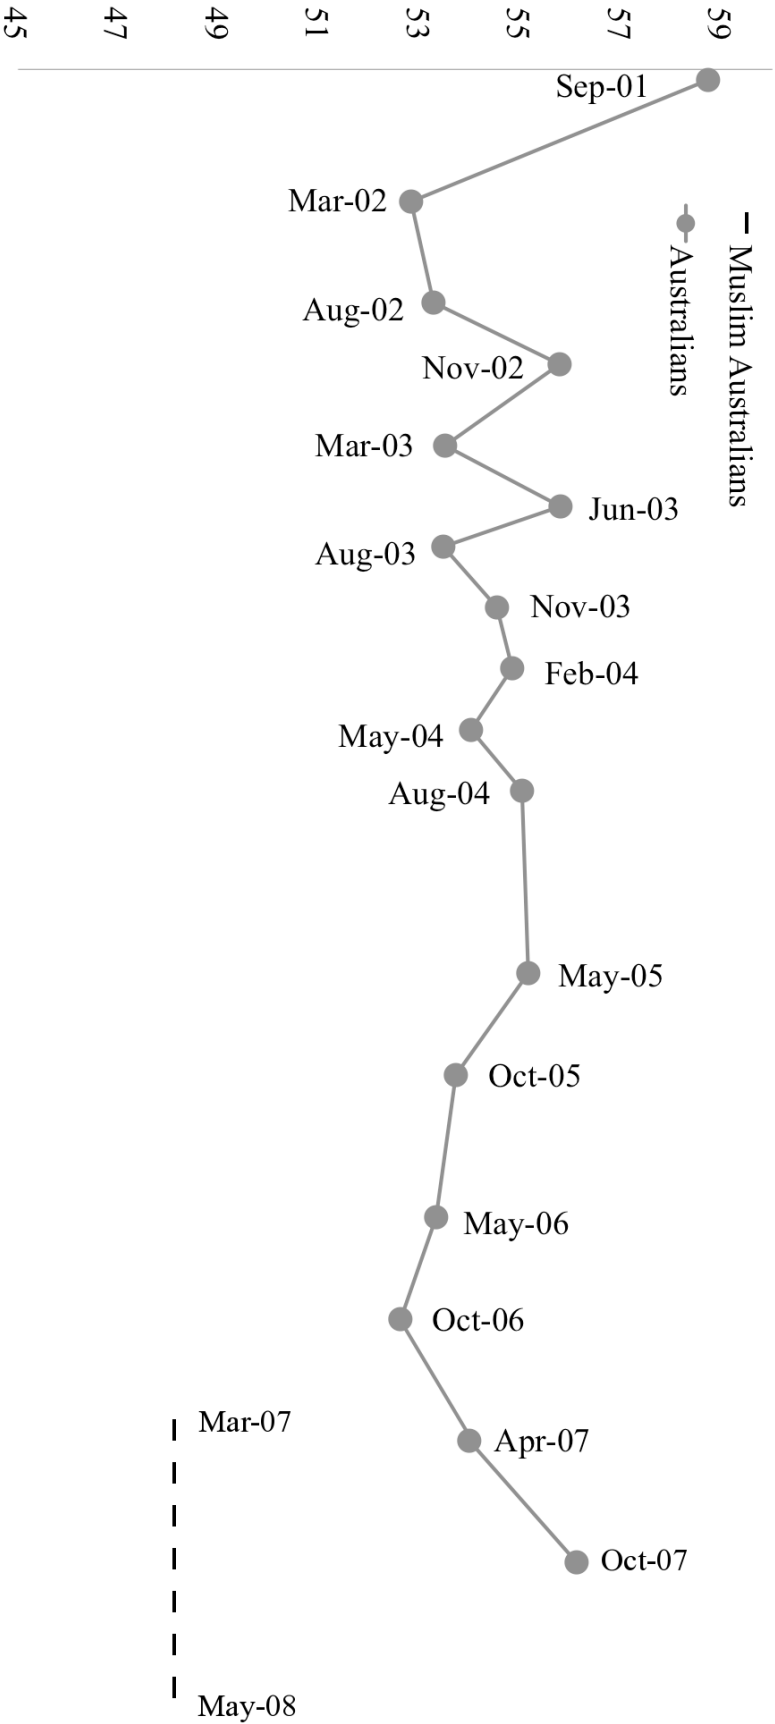 45
47
49
51
53
55
57
59
Sep-01
Mar-02
Muslim Australians
Australians
Aug-02
Nov-02
Mar-03
Jun-03
Aug-03
Nov-03
Feb-04
May-04
Aug-04
May-05
Oct-05
May-06
Oct-06
Mar-07
Apr-07
Oct-07
May-08